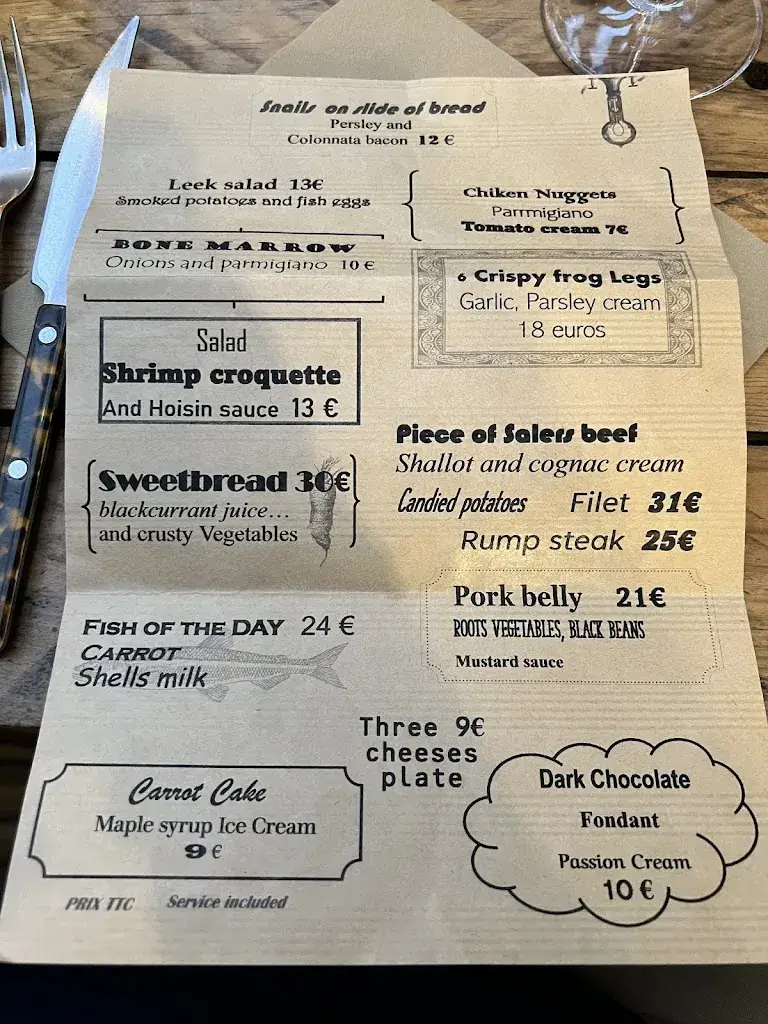 Snails on slide of bread
Persley and
Colonnata bacon 12 €
Leek salad 13€
Smoked potatoes and fish eggs
BONE MARROW
Onions and parmigiano 10 €
Salad
Shrimp croquette
And Hoisin sauce 13 €
Sweetbread 30€
blackcurrant juice...
and crusty Vegetables
FISH OF THE DAY 24 €
CARROT
Shells milk
Chiken Nuggets
Parrmigiano
Tomato cream 7€
6 Crispy frog Legs
Garlic, Parsley cream
18 euros
Piece of Salers beef
Shallot and cognac cream
Candied potatoes Filet 31€
Rump steak 25€
Pork belly 21€
ROOTS VEGETABLES, BLACK BEANS
Mustard sauce
Three 9€
cheeses
plate
Carrot Cake
Maple syrup Ice Cream
9 €
Dark Chocolate
Fondant
Passion Cream
10 €
PRIX TTC Service included